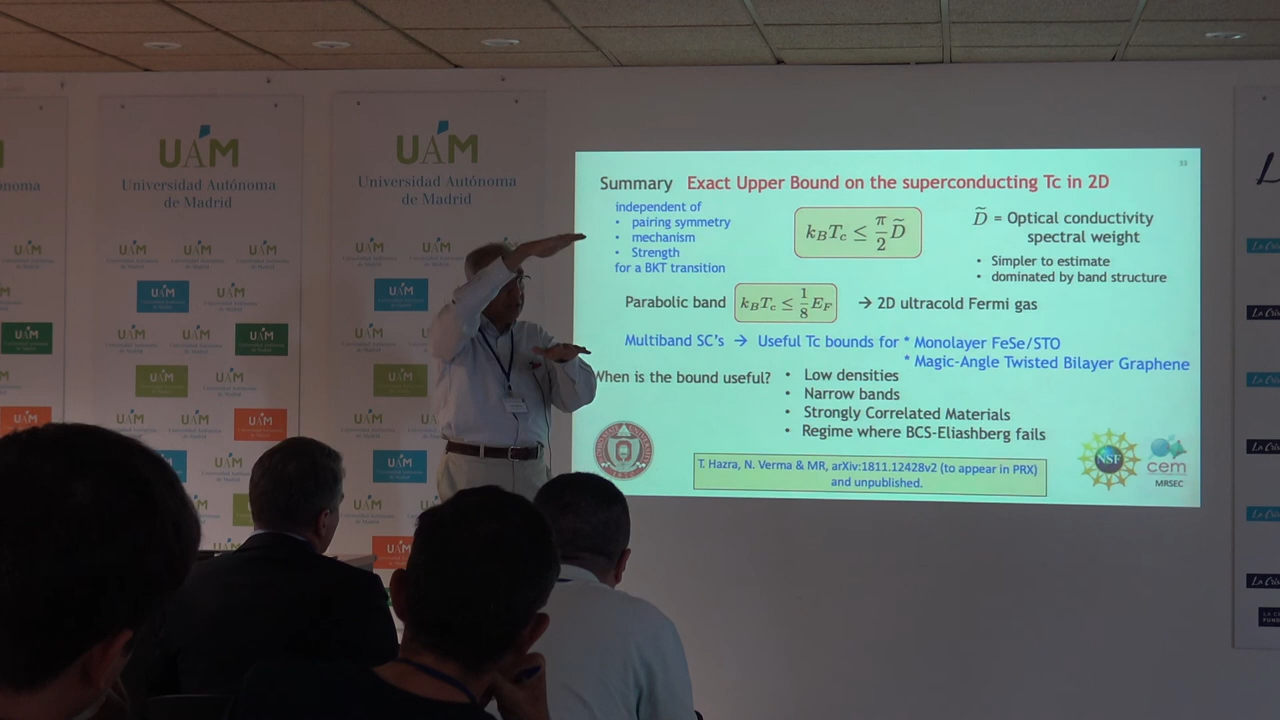 UAM
Universidad Autónoma
de Madrid
UAM
Universidad Autónoma
de Madrid
33
Summary Exact Upper Bound on the superconducting Tc in 2D
independent of
• pairing symmetry
• mechanism
• Strength
for a BKT transition
k_B T_c ≤ π/2 D̃
D̃ = Optical conductivity
spectral weight
• Simpler to estimate
• dominated by band structure
Parabolic band k_B T_c ≤ 1/8 E_F → 2D ultracold Fermi gas
Multiband SC's → Useful Tc bounds for * Monolayer FeSe/STO
* Magic-Angle Twisted Bilayer Graphene
When is the bound useful?
• Low densities
• Narrow bands
• Strongly Correlated Materials
• Regime where BCS-Eliashberg fails
T. Hazra, N. Verma & MR, arXiv:1811.12428v2 (to appear in PRX)
and unpublished.
NSF
cem
MRSEC